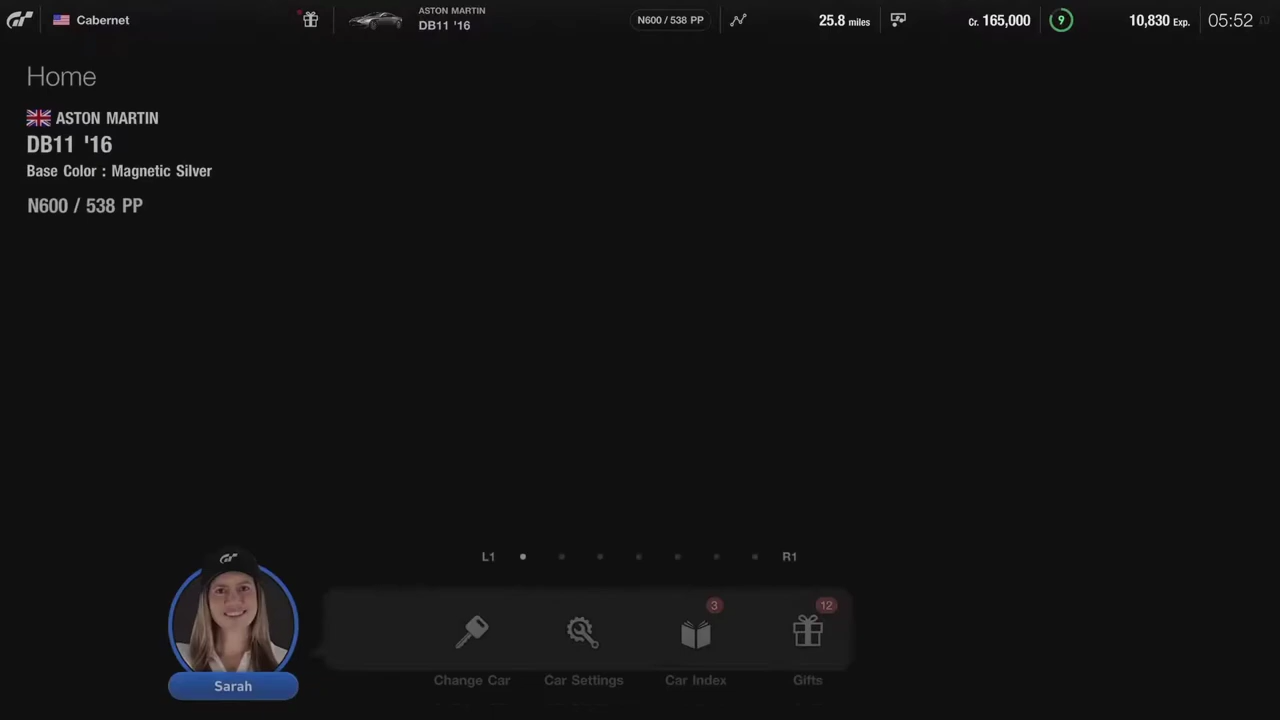 Cabernet
ASTON MARTIN
DB11 '16
N600 / 538 PP
25.8 miles
Cr. 165,000
9
10,830 Exp.
05:52
Home
ASTON MARTIN
DB11 '16
Base Color : Magnetic Silver
N600 / 538 PP
L1
R1
3
12
Change Car
Car Settings
Car Index
Gifts
Sarah